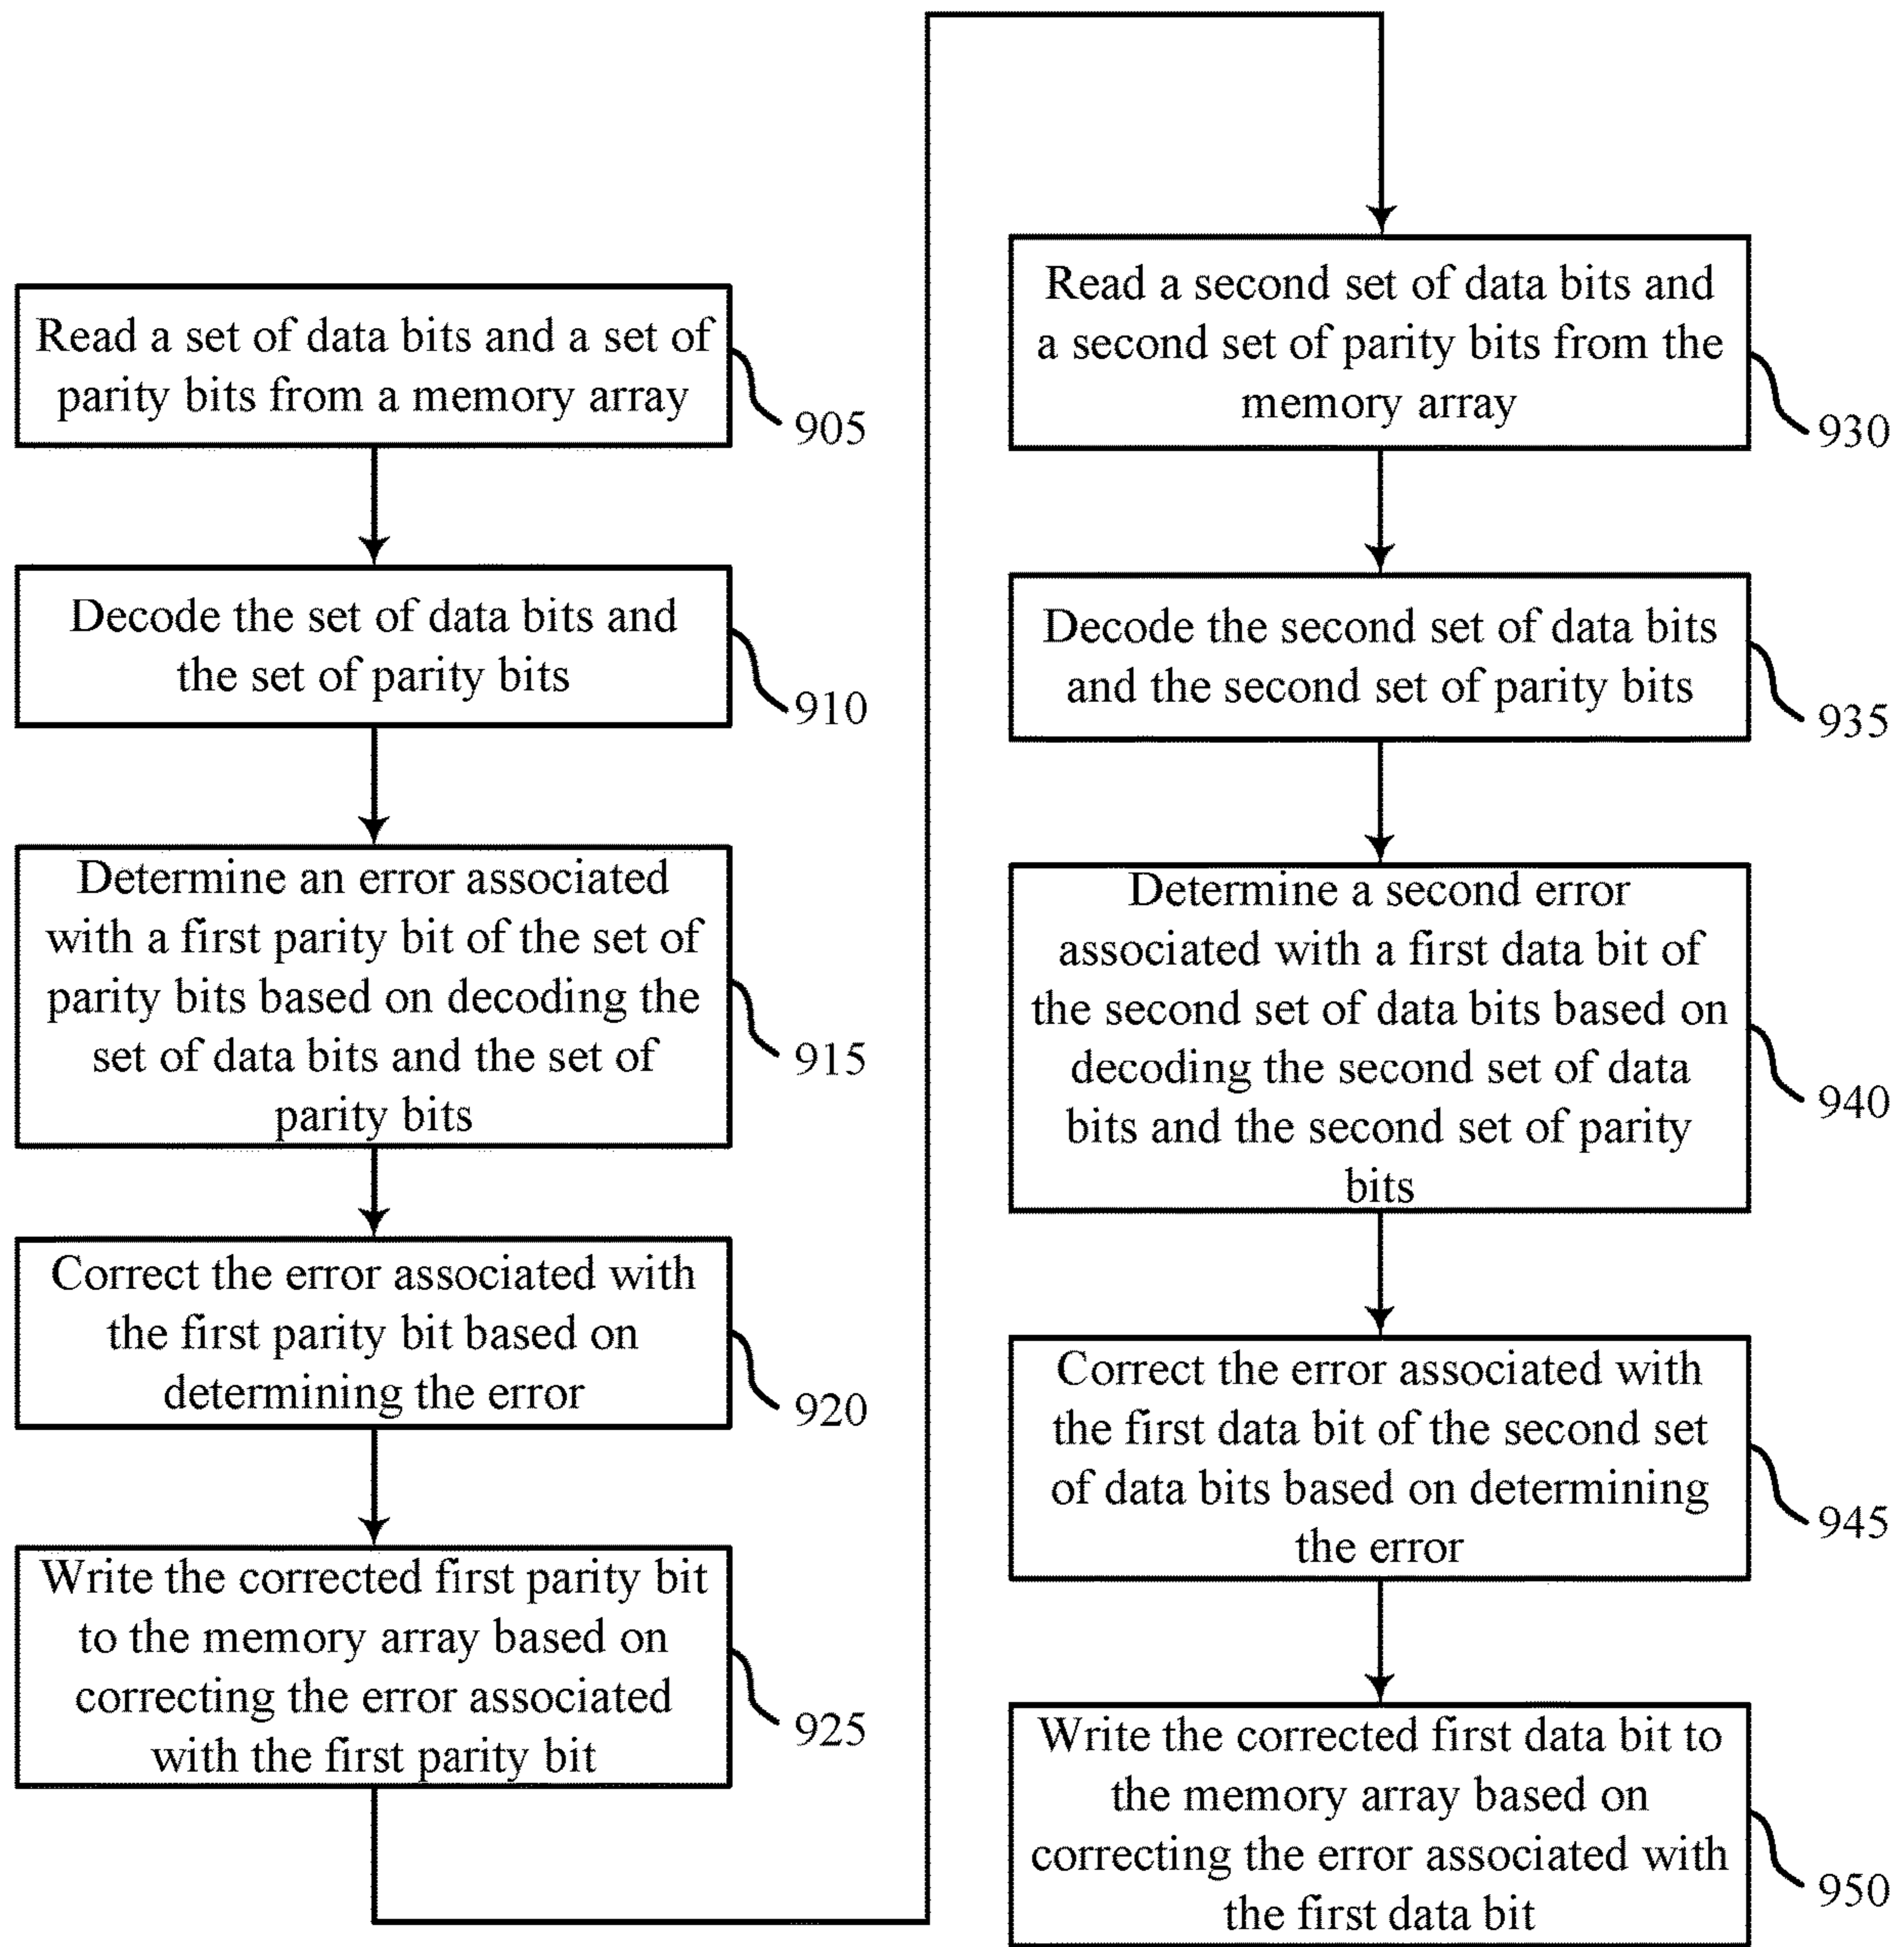 Read a set of data bits and a set of
parity bits from a memory array
905
Decode the set of data bits and
the set of parity bits
910
Determine an error associated
with a first parity bit of the set of
parity bits based on decoding the
set of data bits and the set of
parity bits
915
Correct the error associated with
the first parity bit based on
determining the error
920
Write the corrected first parity bit
to the memory array based on
correcting the error associated
with the first parity bit
925
Read a second set of data bits and
a second set of parity bits from the
memory array
930
Decode the second set of data bits
and the second set of parity bits
935
Determine a second error
associated with a first data bit of
the second set of data bits based on
decoding the second set of data
bits and the second set of parity
bits
940
Correct the error associated with
the first data bit of the second set
of data bits based on determining
the error
945
Write the corrected first data bit to
the memory array based on
correcting the error associated with
the first data bit
950